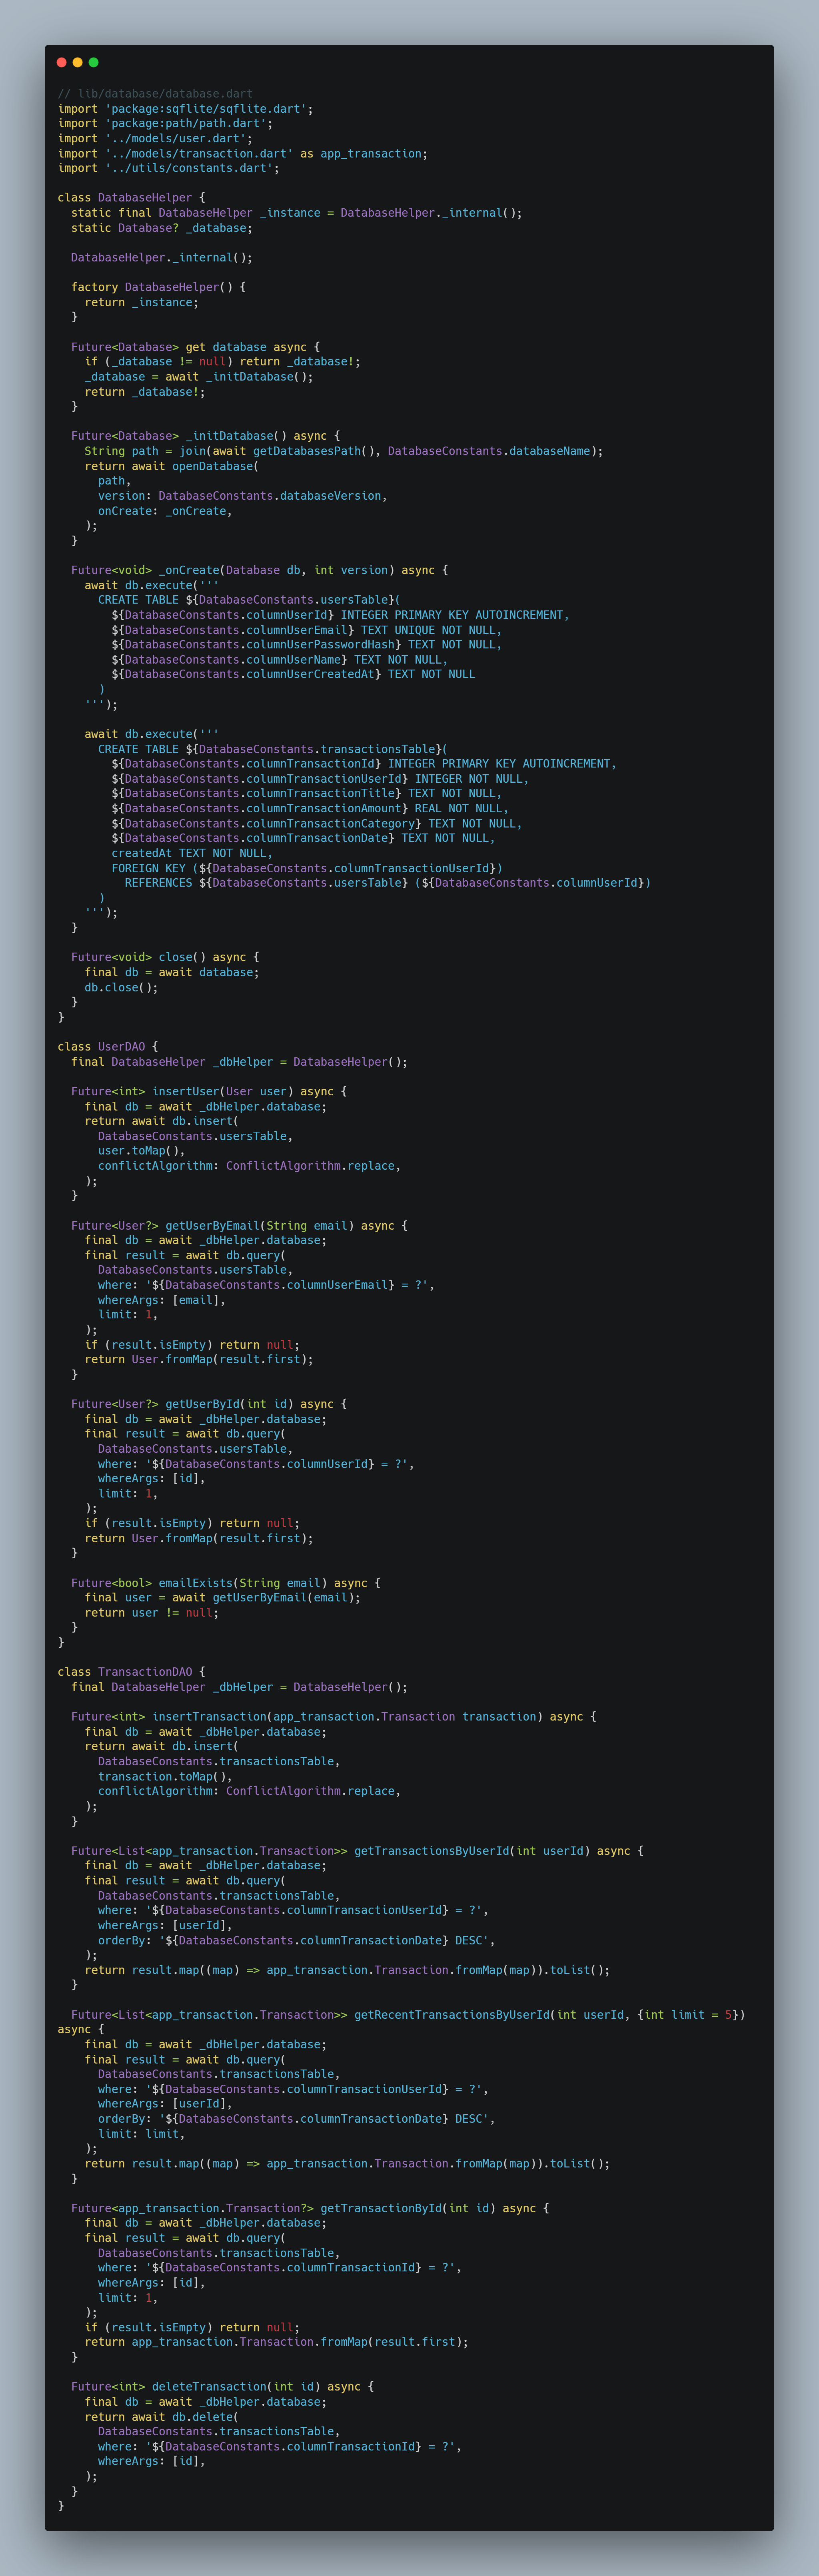 // lib/database/database.dart
import 'package:sqflite/sqflite.dart';
import 'package:path/path.dart';
import '../models/user.dart';
import '../models/transaction.dart' as app_transaction;
import '../utils/constants.dart';

class DatabaseHelper {
  static final DatabaseHelper _instance = DatabaseHelper._internal();
  static Database? _database;

  DatabaseHelper._internal();

  factory DatabaseHelper() {
    return _instance;
  }

  Future<Database> get database async {
    if (_database != null) return _database!;
    _database = await _initDatabase();
    return _database!;
  }

  Future<Database> _initDatabase() async {
    String path = join(await getDatabasesPath(), DatabaseConstants.databaseName);
    return await openDatabase(
      path,
      version: DatabaseConstants.databaseVersion,
      onCreate: _onCreate,
    );
  }

  Future<void> _onCreate(Database db, int version) async {
    await db.execute('''
      CREATE TABLE ${DatabaseConstants.usersTable}(
        ${DatabaseConstants.columnUserId} INTEGER PRIMARY KEY AUTOINCREMENT,
        ${DatabaseConstants.columnUserEmail} TEXT UNIQUE NOT NULL,
        ${DatabaseConstants.columnUserPasswordHash} TEXT NOT NULL,
        ${DatabaseConstants.columnUserName} TEXT NOT NULL,
        ${DatabaseConstants.columnUserCreatedAt} TEXT NOT NULL
      )
    ''');

    await db.execute('''
      CREATE TABLE ${DatabaseConstants.transactionsTable}(
        ${DatabaseConstants.columnTransactionId} INTEGER PRIMARY KEY AUTOINCREMENT,
        ${DatabaseConstants.columnTransactionUserId} INTEGER NOT NULL,
        ${DatabaseConstants.columnTransactionTitle} TEXT NOT NULL,
        ${DatabaseConstants.columnTransactionAmount} REAL NOT NULL,
        ${DatabaseConstants.columnTransactionCategory} TEXT NOT NULL,
        ${DatabaseConstants.columnTransactionDate} TEXT NOT NULL,
        createdAt TEXT NOT NULL,
        FOREIGN KEY (${DatabaseConstants.columnTransactionUserId})
          REFERENCES ${DatabaseConstants.usersTable} (${DatabaseConstants.columnUserId})
      )
    ''');
  }

  Future<void> close() async {
    final db = await database;
    db.close();
  }
}

class UserDAO {
  final DatabaseHelper _dbHelper = DatabaseHelper();

  Future<int> insertUser(User user) async {
    final db = await _dbHelper.database;
    return await db.insert(
      DatabaseConstants.usersTable,
      user.toMap(),
      conflictAlgorithm: ConflictAlgorithm.replace,
    );
  }

  Future<User?> getUserByEmail(String email) async {
    final db = await _dbHelper.database;
    final result = await db.query(
      DatabaseConstants.usersTable,
      where: '${DatabaseConstants.columnUserEmail} = ?',
      whereArgs: [email],
      limit: 1,
    );
    if (result.isEmpty) return null;
    return User.fromMap(result.first);
  }

  Future<User?> getUserById(int id) async {
    final db = await _dbHelper.database;
    final result = await db.query(
      DatabaseConstants.usersTable,
      where: '${DatabaseConstants.columnUserId} = ?',
      whereArgs: [id],
      limit: 1,
    );
    if (result.isEmpty) return null;
    return User.fromMap(result.first);
  }

  Future<bool> emailExists(String email) async {
    final user = await getUserByEmail(email);
    return user != null;
  }
}

class TransactionDAO {
  final DatabaseHelper _dbHelper = DatabaseHelper();

  Future<int> insertTransaction(app_transaction.Transaction transaction) async {
    final db = await _dbHelper.database;
    return await db.insert(
      DatabaseConstants.transactionsTable,
      transaction.toMap(),
      conflictAlgorithm: ConflictAlgorithm.replace,
    );
  }

  Future<List<app_transaction.Transaction>> getTransactionsByUserId(int userId) async {
    final db = await _dbHelper.database;
    final result = await db.query(
      DatabaseConstants.transactionsTable,
      where: '${DatabaseConstants.columnTransactionUserId} = ?',
      whereArgs: [userId],
      orderBy: '${DatabaseConstants.columnTransactionDate} DESC',
    );
    return result.map((map) => app_transaction.Transaction.fromMap(map)).toList();
  }

  Future<List<app_transaction.Transaction>> getRecentTransactionsByUserId(int userId, {int limit = 5})
async {
    final db = await _dbHelper.database;
    final result = await db.query(
      DatabaseConstants.transactionsTable,
      where: '${DatabaseConstants.columnTransactionUserId} = ?',
      whereArgs: [userId],
      orderBy: '${DatabaseConstants.columnTransactionDate} DESC',
      limit: limit,
    );
    return result.map((map) => app_transaction.Transaction.fromMap(map)).toList();
  }

  Future<app_transaction.Transaction?> getTransactionById(int id) async {
    final db = await _dbHelper.database;
    final result = await db.query(
      DatabaseConstants.transactionsTable,
      where: '${DatabaseConstants.columnTransactionId} = ?',
      whereArgs: [id],
      limit: 1,
    );
    if (result.isEmpty) return null;
    return app_transaction.Transaction.fromMap(result.first);
  }

  Future<int> deleteTransaction(int id) async {
    final db = await _dbHelper.database;
    return await db.delete(
      DatabaseConstants.transactionsTable,
      where: '${DatabaseConstants.columnTransactionId} = ?',
      whereArgs: [id],
    );
  }
}